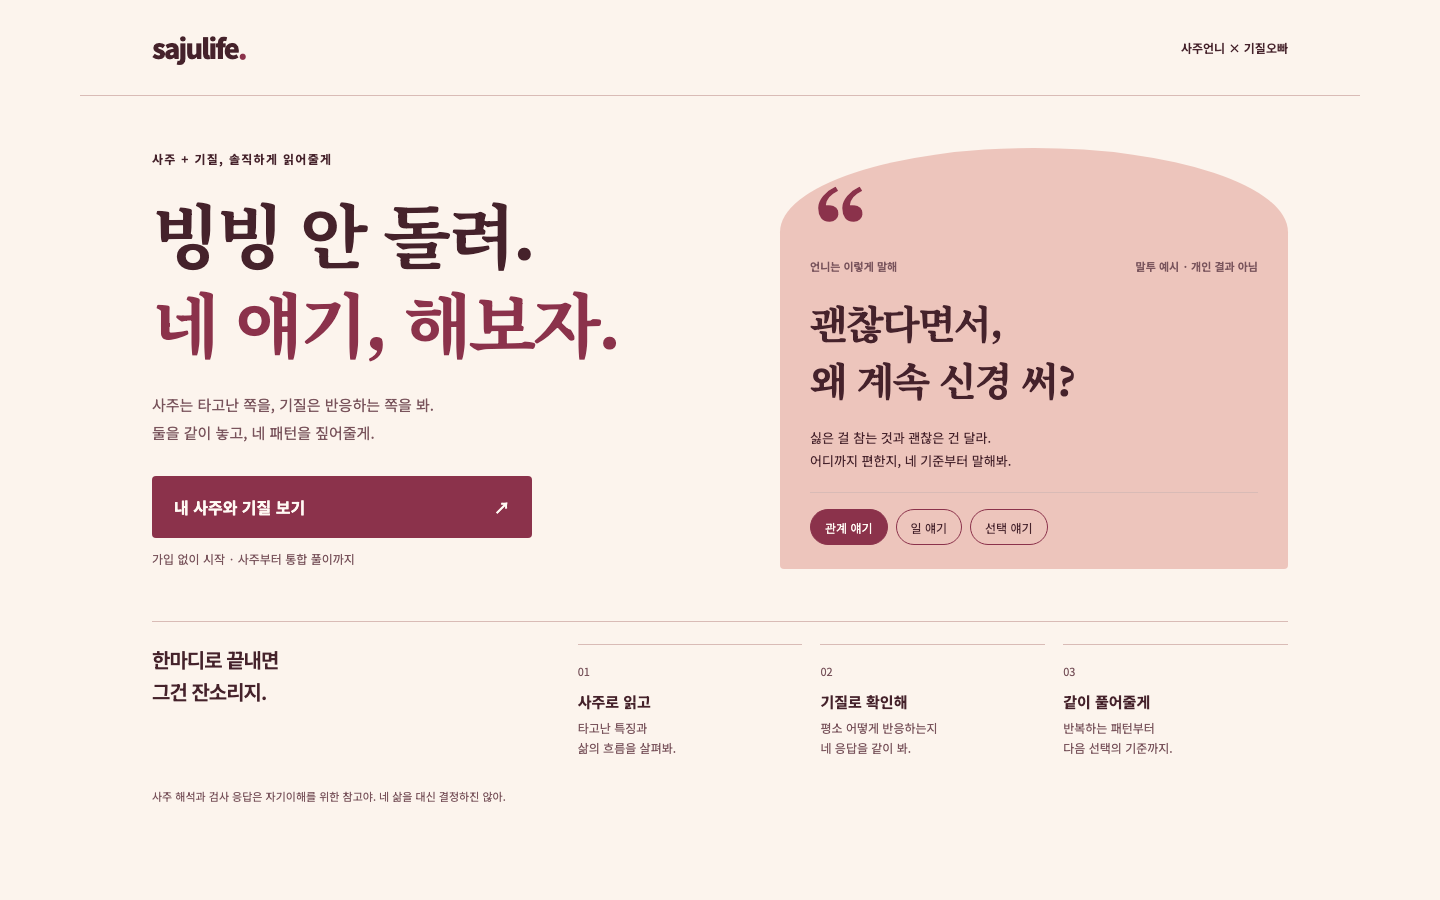 sajulife.
사주언니 × 기질오빠
사주 + 기질, 솔직하게 읽어줄게
빙빙 안 돌려.
네 얘기, 해보자.
사주는 타고난 쪽을, 기질은 반응하는 쪽을 봐.
둘을 같이 놓고, 네 패턴을 짚어줄게.
내 사주와 기질 보기 ↗
가입 없이 시작 · 사주부터 통합 풀이까지
“
언니는 이렇게 말해
말투 예시 · 개인 결과 아님
괜찮다면서,
왜 계속 신경 써?
싫은 걸 참는 것과 괜찮은 건 달라.
어디까지 편한지, 네 기준부터 말해봐.
관계 얘기
일 얘기
선택 얘기
한마디로 끝내면
그건 잔소리지.
01
사주로 읽고
타고난 특징과
삶의 흐름을 살펴봐.
02
기질로 확인해
평소 어떻게 반응하는지
네 응답을 같이 봐.
03
같이 풀어줄게
반복하는 패턴부터
다음 선택의 기준까지.
사주 해석과 검사 응답은 자기이해를 위한 참고야. 네 삶을 대신 결정하진 않아.